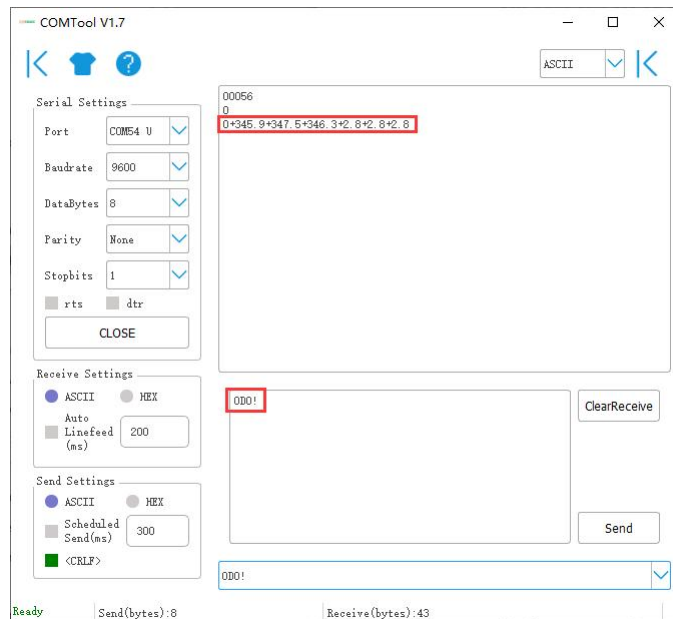 COMTool V1.7
ASCII
Serial Settings
Port COM54 U
Baudrate 9600
DataBytes 8
Parity None
Stopbits 1
rts dtr
CLOSE
00056
0
0+345.9+347.5+346.3+2.8+2.8+2.8
Receive Settings
ASCII HEX
Auto
Linefeed
(ms)
200
0D0!
ClearReceive
Send Settings
ASCII HEX
Scheduled
Send(ms)
300
<CRLF>
Send
0D0!
Ready Send(bytes):8 Receive(bytes):43